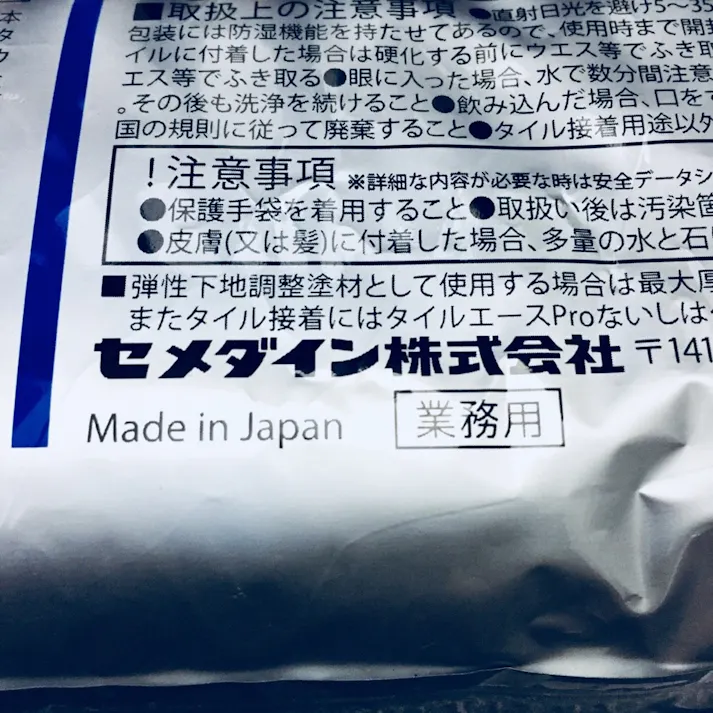 ■取扱上の注意事項 ●直射日光を避け5〜35
包装には防湿機能を持たせてあるので、使用時まで開封
イルに付着した場合は硬化する前にウエス等でふき取
エス等でふき取る●眼に入った場合、水で数分間注意
。その後も洗浄を続けること●飲み込んだ場合、口をす
国の規則に従って廃棄すること●タイル接着用途以外
!注意事項 ※詳細な内容が必要な時は安全データシ
●保護手袋を着用すること●取扱い後は汚染箇
●皮膚(又は髪)に付着した場合、多量の水と石
■弾性下地調整塗材として使用する場合は最大厚
またタイル接着にはタイルエースProないしは
セメダイン株式会社 〒141
Made in Japan 業務用